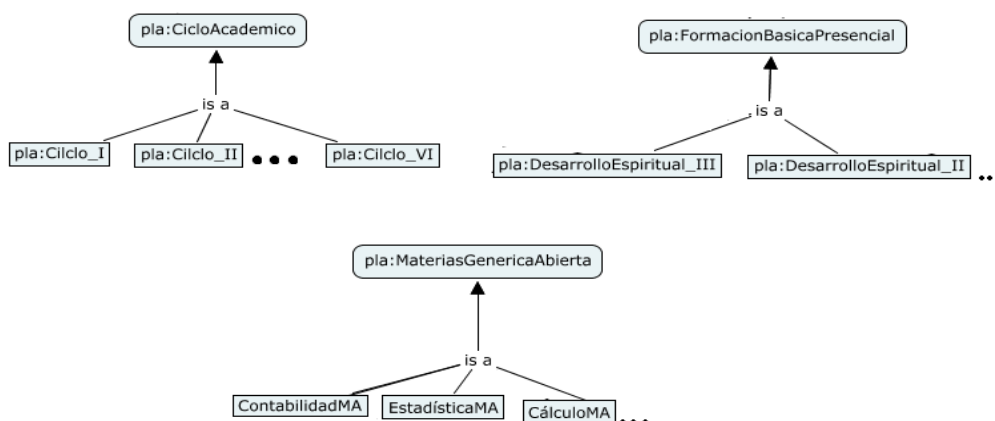 pla:CicloAcademico
is a
pla:Cilclo_I
pla:Cilclo_II
pla:Cilclo_VI
pla:FormacionBasicaPresencial
is a
pla:DesarrolloEspiritual_III
pla:DesarrolloEspiritual_II
pla:MateriasGenericaAbierta
is a
ContabilidadMA
EstadísticaMA
CálculoMA